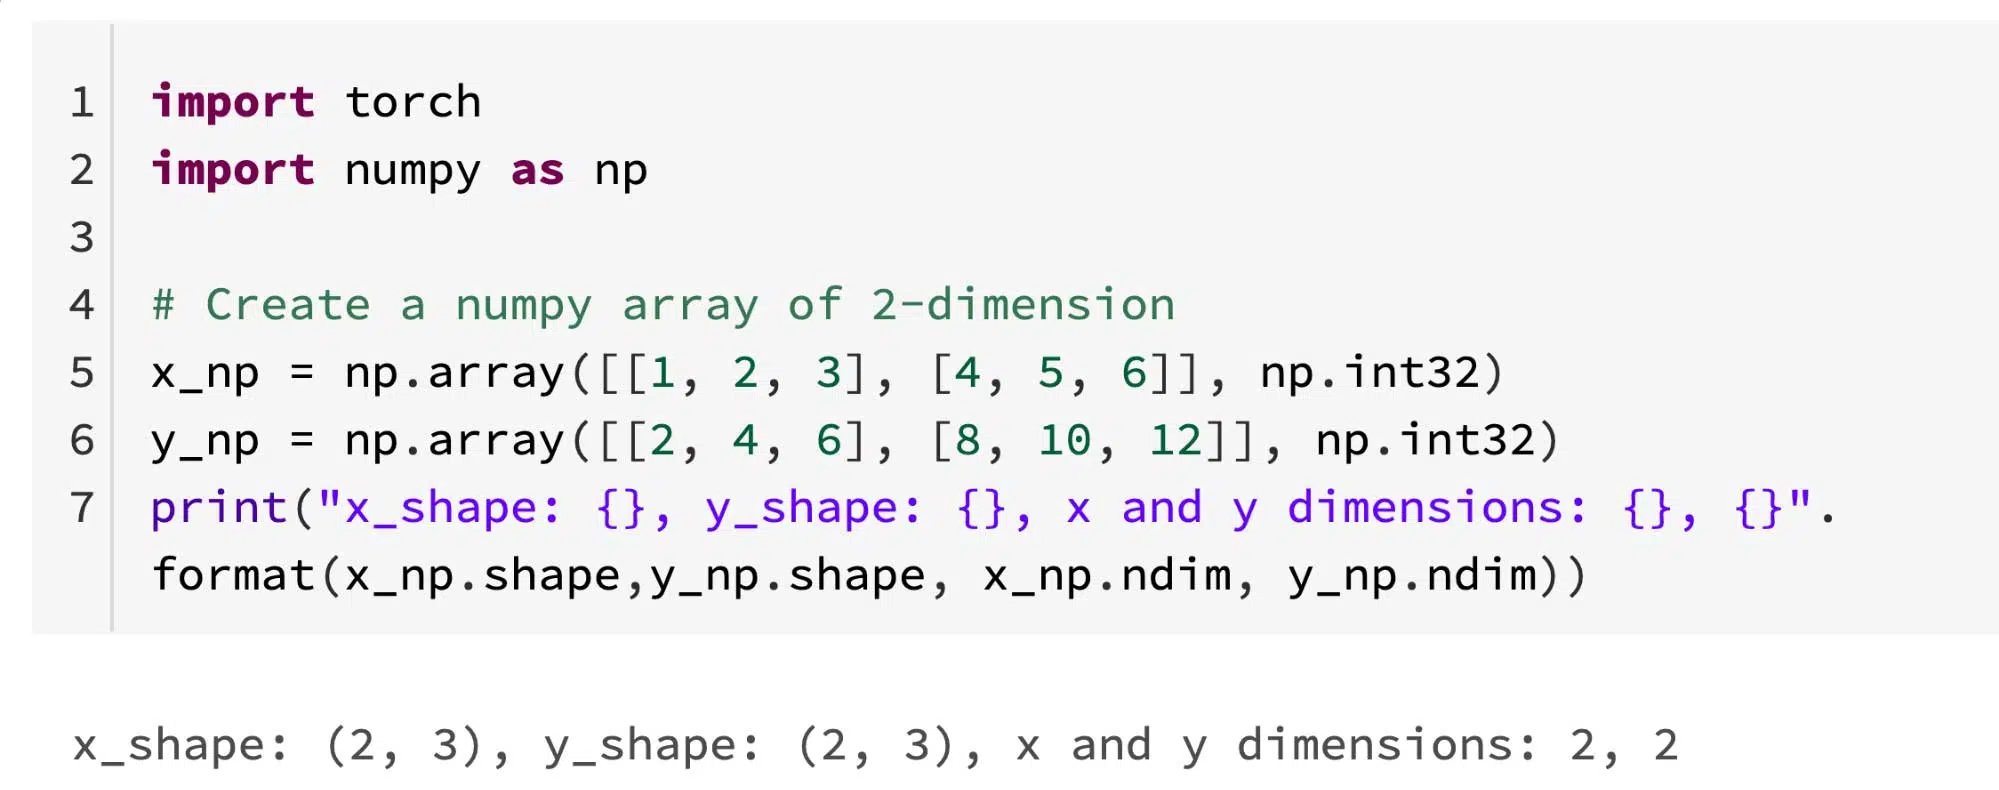 1 import torch
2 import numpy as np
3
4 # Create a numpy array of 2-dimension
5 x_np = np.array([[1, 2, 3], [4, 5, 6]], np.int32)
6 y_np = np.array([[2, 4, 6], [8, 10, 12]], np.int32)
7 print("x_shape: {}, y_shape: {}, x and y dimensions: {}, {}".
format(x_np.shape,y_np.shape, x_np.ndim, y_np.ndim))
x_shape: (2, 3), y_shape: (2, 3), x and y dimensions: 2, 2